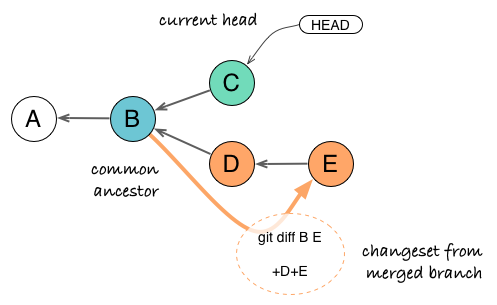 current head
HEAD
C
A
B
D
E
common
ancestor
git diff B E
+D+E
changeset from
merged branch